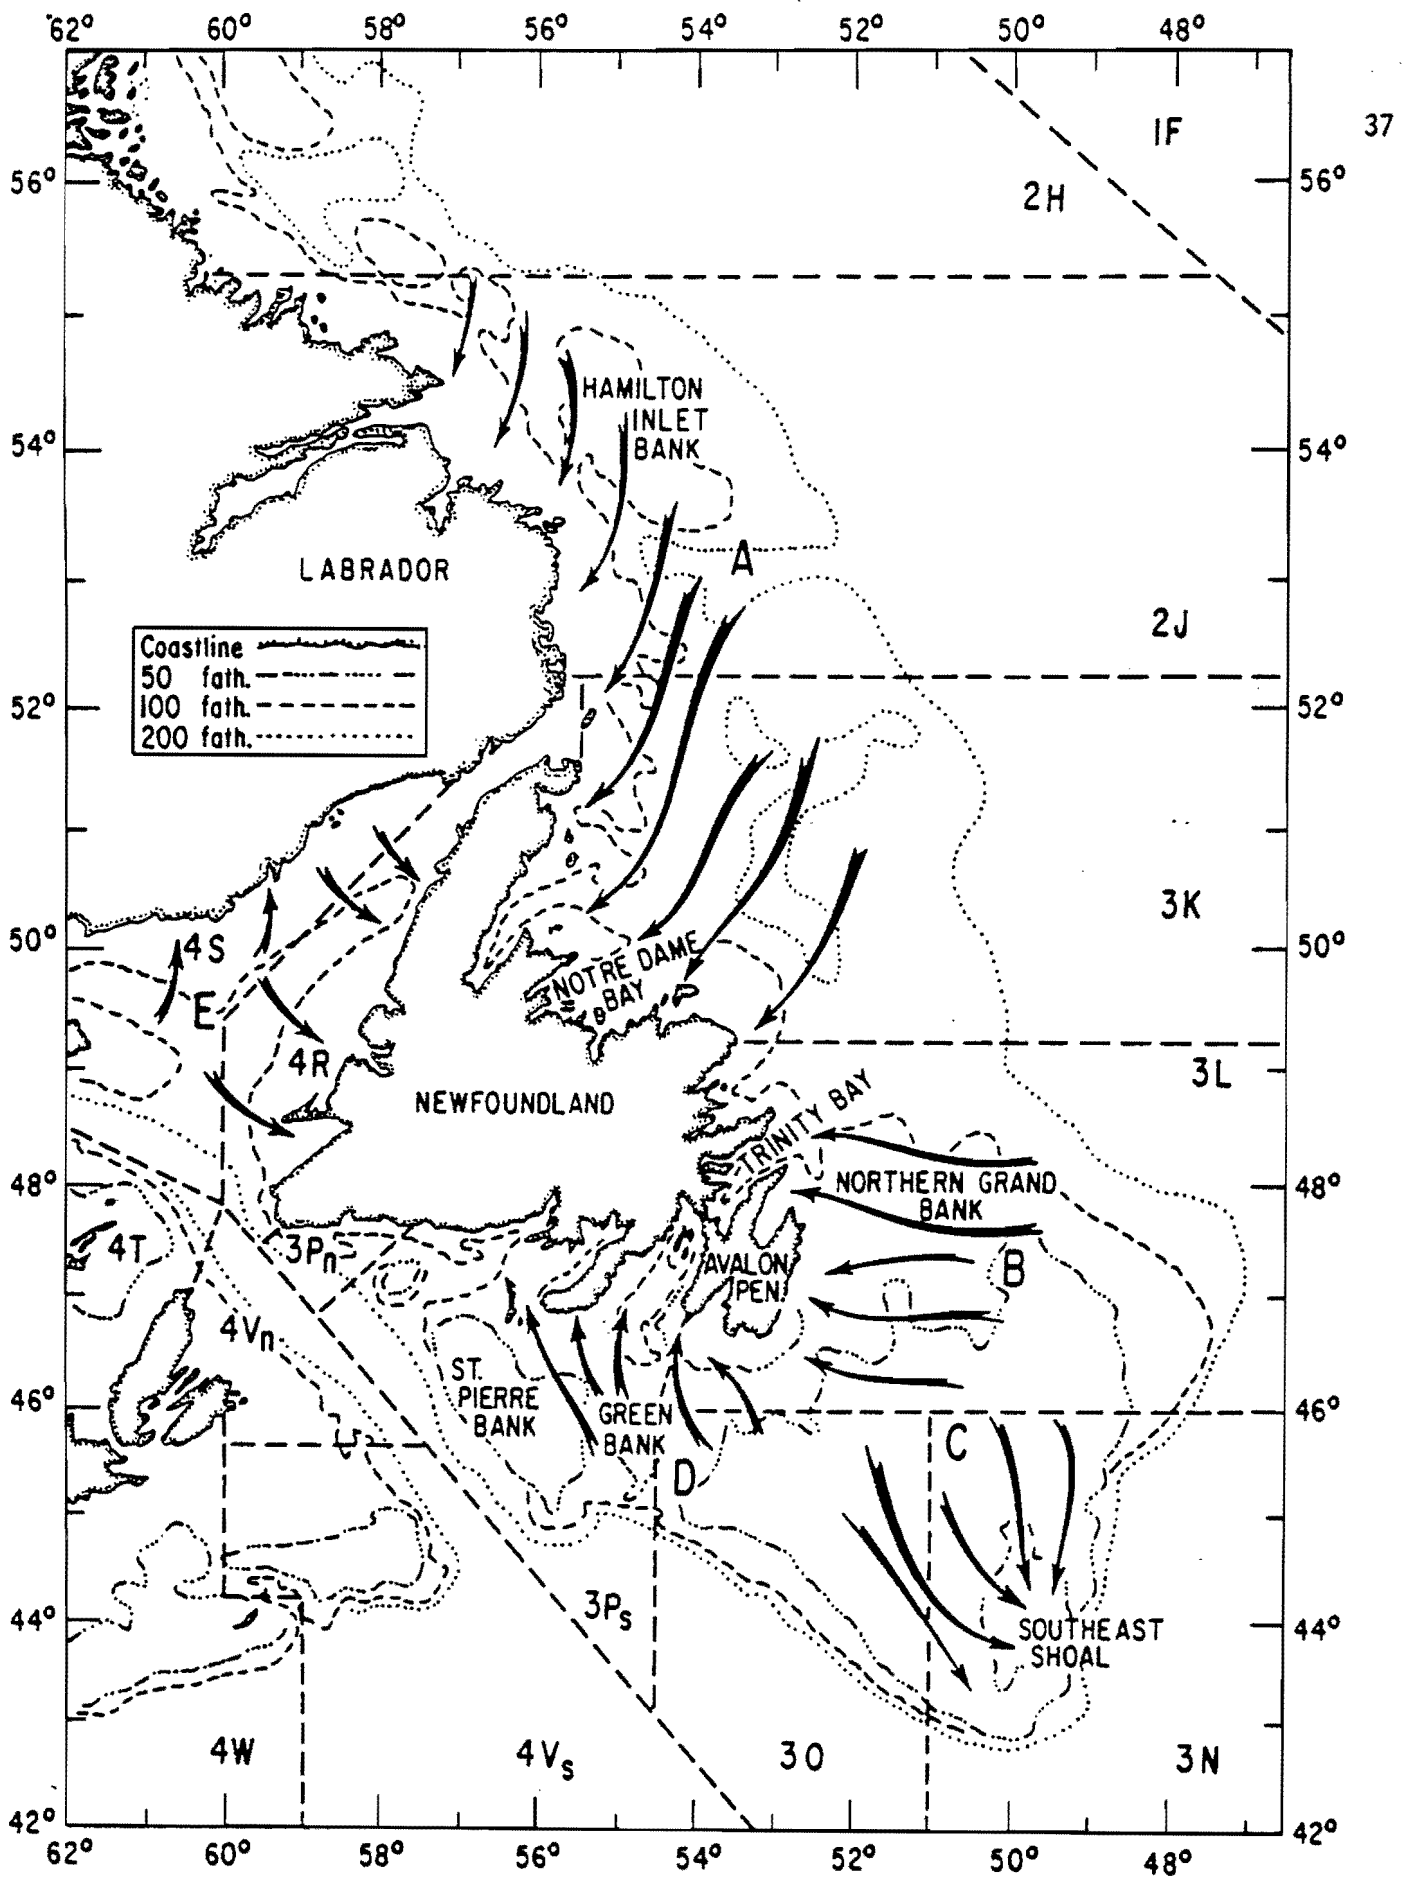 62° 60° 58° 56° 54° 52° 50° 48°
1F
37
56° 2H 56°
HAMILTON
INLET
BANK
54° 54°
A
LABRADOR
2J
Coastline
50 fath.
100 fath.
200 fath.
52° 52°
3K
50° 4S 50°
NOTRE DAME
BAY
E
4R
3L
NEWFOUNDLAND
TRINITY BAY
48° NORTHERN GRAND 48°
BANK
4T 3Pn AVALON B
PEN.
4Vn
ST.
PIERRE
BANK
46° GREEN 46°
BANK
C
D
44° 3Ps 44°
SOUTHEAST
SHOAL
4W 4Vs 3O 3N
42° 42°
62° 60° 58° 56° 54° 52° 50° 48°